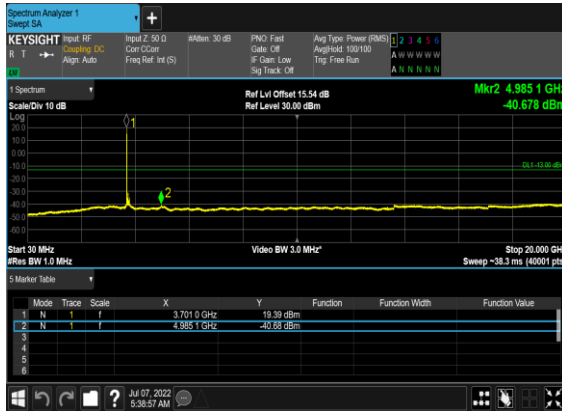 Spectrum Analyzer 1
Swept SA
+
KEYSIGHT Input: RF Input Z: 50 Ω #Atten: 30 dB PNO: Fast Avg Type: Power (RMS) 1 2 3 4 5 6
R T Coupling: DC Corr CCorr Gate: Off Avg|Hold: 100/100 A W W W W W
Align: Auto Freq Ref: Int (S) IF Gain: Low Trig: Free Run
Sig Track: Off A N N N N N
1 Spectrum Ref Lvl Offset 15.54 dB Mkr2 4.985 1 GHz
Scale/Div 10 dB Ref Level 30.00 dBm -40.678 dBm
Log
1
20.0
10.0
0.00
-10.0
DL1 -13.00 dBm
-20.0
-30.0
2
-40.0
-50.0
-60.0
Start 30 MHz Video BW 3.0 MHz* Stop 20.000 GHz
#Res BW 1.0 MHz Sweep ~38.3 ms (40001 pts)
5 Marker Table
Mode Trace Scale X Y Function Function Width Function Value
1 N 1 f 3.701 0 GHz 19.39 dBm
2 N 1 f 4.985 1 GHz -40.68 dBm
3
4
5
6
? Jul 07, 2022
5:38:57 AM